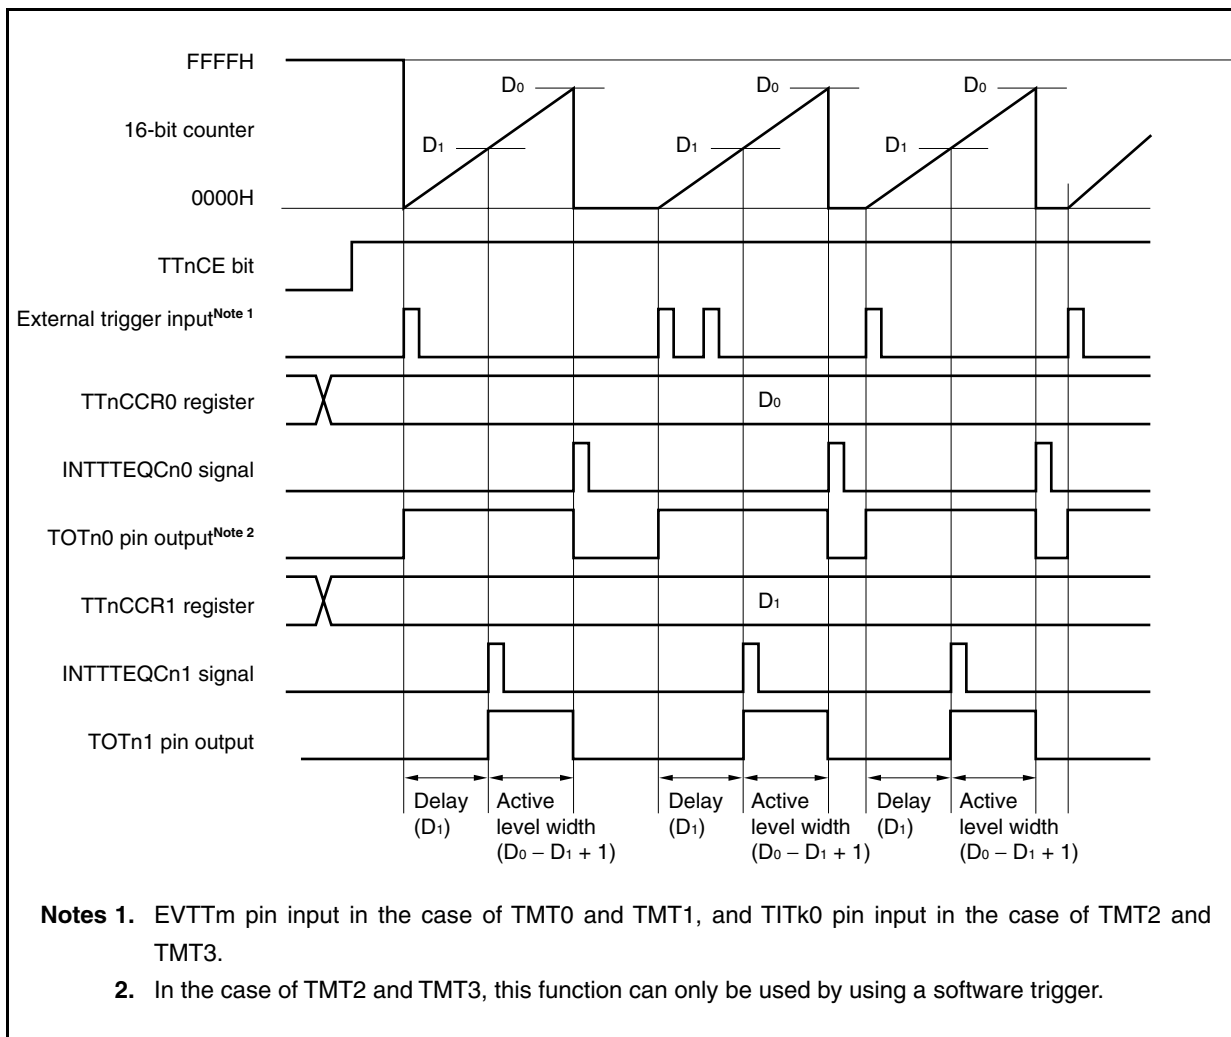 FFFFH
D0 D0 D0
16-bit counter
D1 D1 D1
0000H
TTnCE bit
External trigger inputNote 1
TTnCCR0 register
D0
INTTTEQCn0 signal
TOTn0 pin outputNote 2
TTnCCR1 register
D1
INTTTEQCn1 signal
TOTn1 pin output
Delay
(D1)
Active
level width
(D0 − D1 + 1)
Delay
(D1)
Active
level width
(D0 − D1 + 1)
Delay
(D1)
Active
level width
(D0 − D1 + 1)
Notes 1. EVTTm pin input in the case of TMT0 and TMT1, and TITk0 pin input in the case of TMT2 and
TMT3.
2. In the case of TMT2 and TMT3, this function can only be used by using a software trigger.